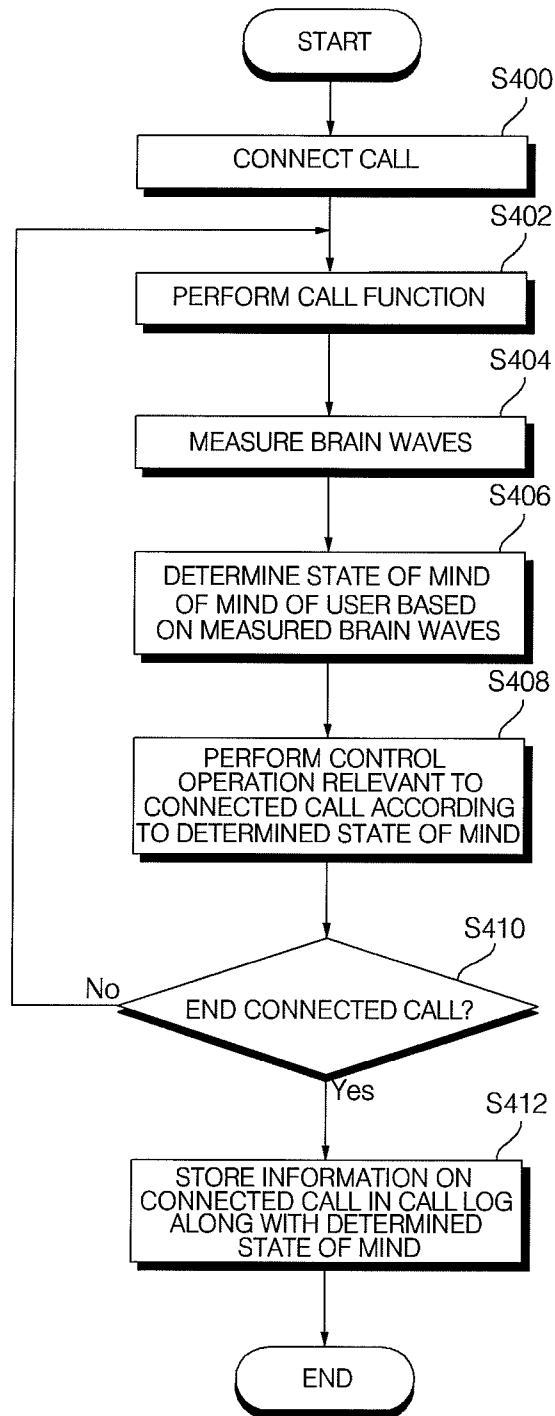 START
S400
CONNECT CALL
S402
PERFORM CALL FUNCTION
S404
MEASURE BRAIN WAVES
S406
DETERMINE STATE OF MIND
OF MIND OF USER BASED
ON MEASURED BRAIN WAVES
S408
PERFORM CONTROL
OPERATION RELEVANT TO
CONNECTED CALL ACCORDING
TO DETERMINED STATE OF MIND
S410
No
END CONNECTED CALL?
Yes
S412
STORE INFORMATION ON
CONNECTED CALL IN CALL LOG
ALONG WITH DETERMINED
STATE OF MIND
END